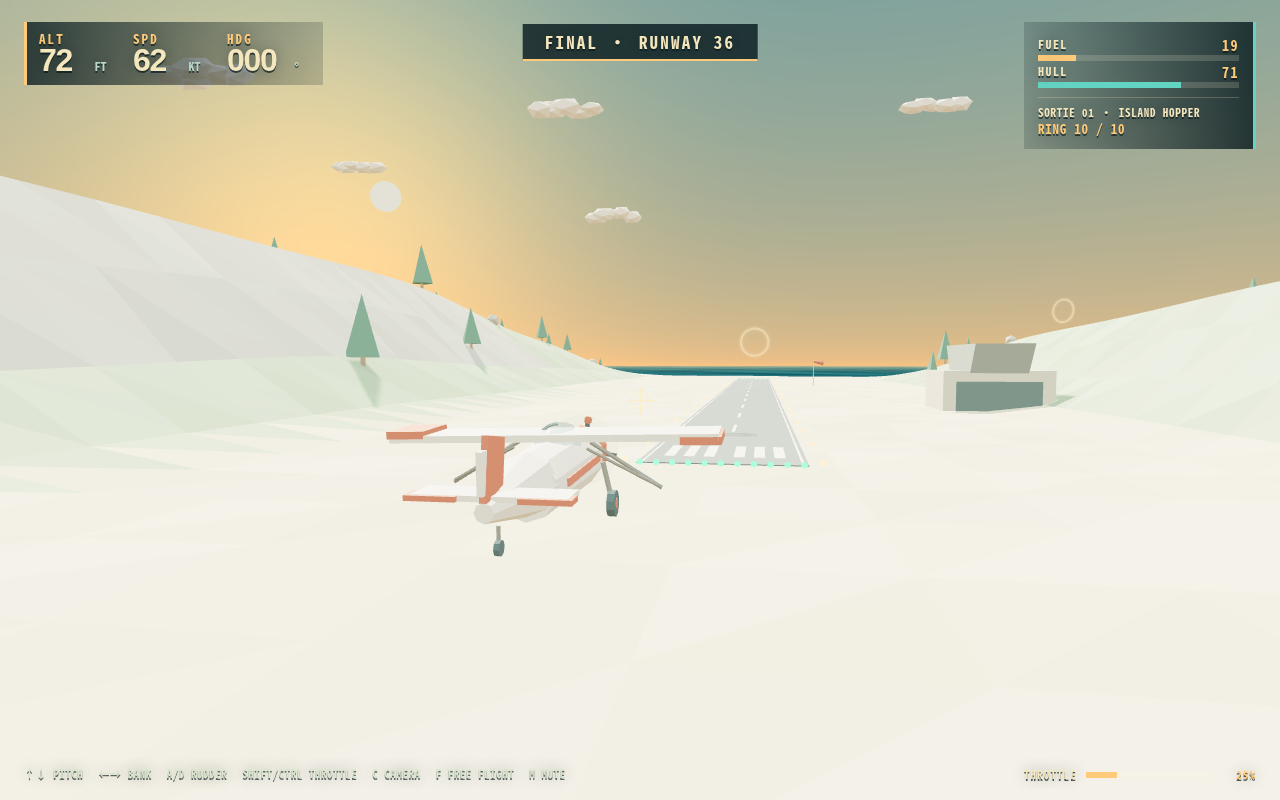 ALT SPD HDG
72 FT 62 KT 000 °
FINAL • RUNWAY 36
FUEL 19
HULL 71
SORTIE 01 · ISLAND HOPPER
RING 10 / 10
↑↓ PITCH ←→ BANK A/D RUDDER SHIFT/CTRL THROTTLE C CAMERA F FREE FLIGHT M MUTE
THROTTLE 25%